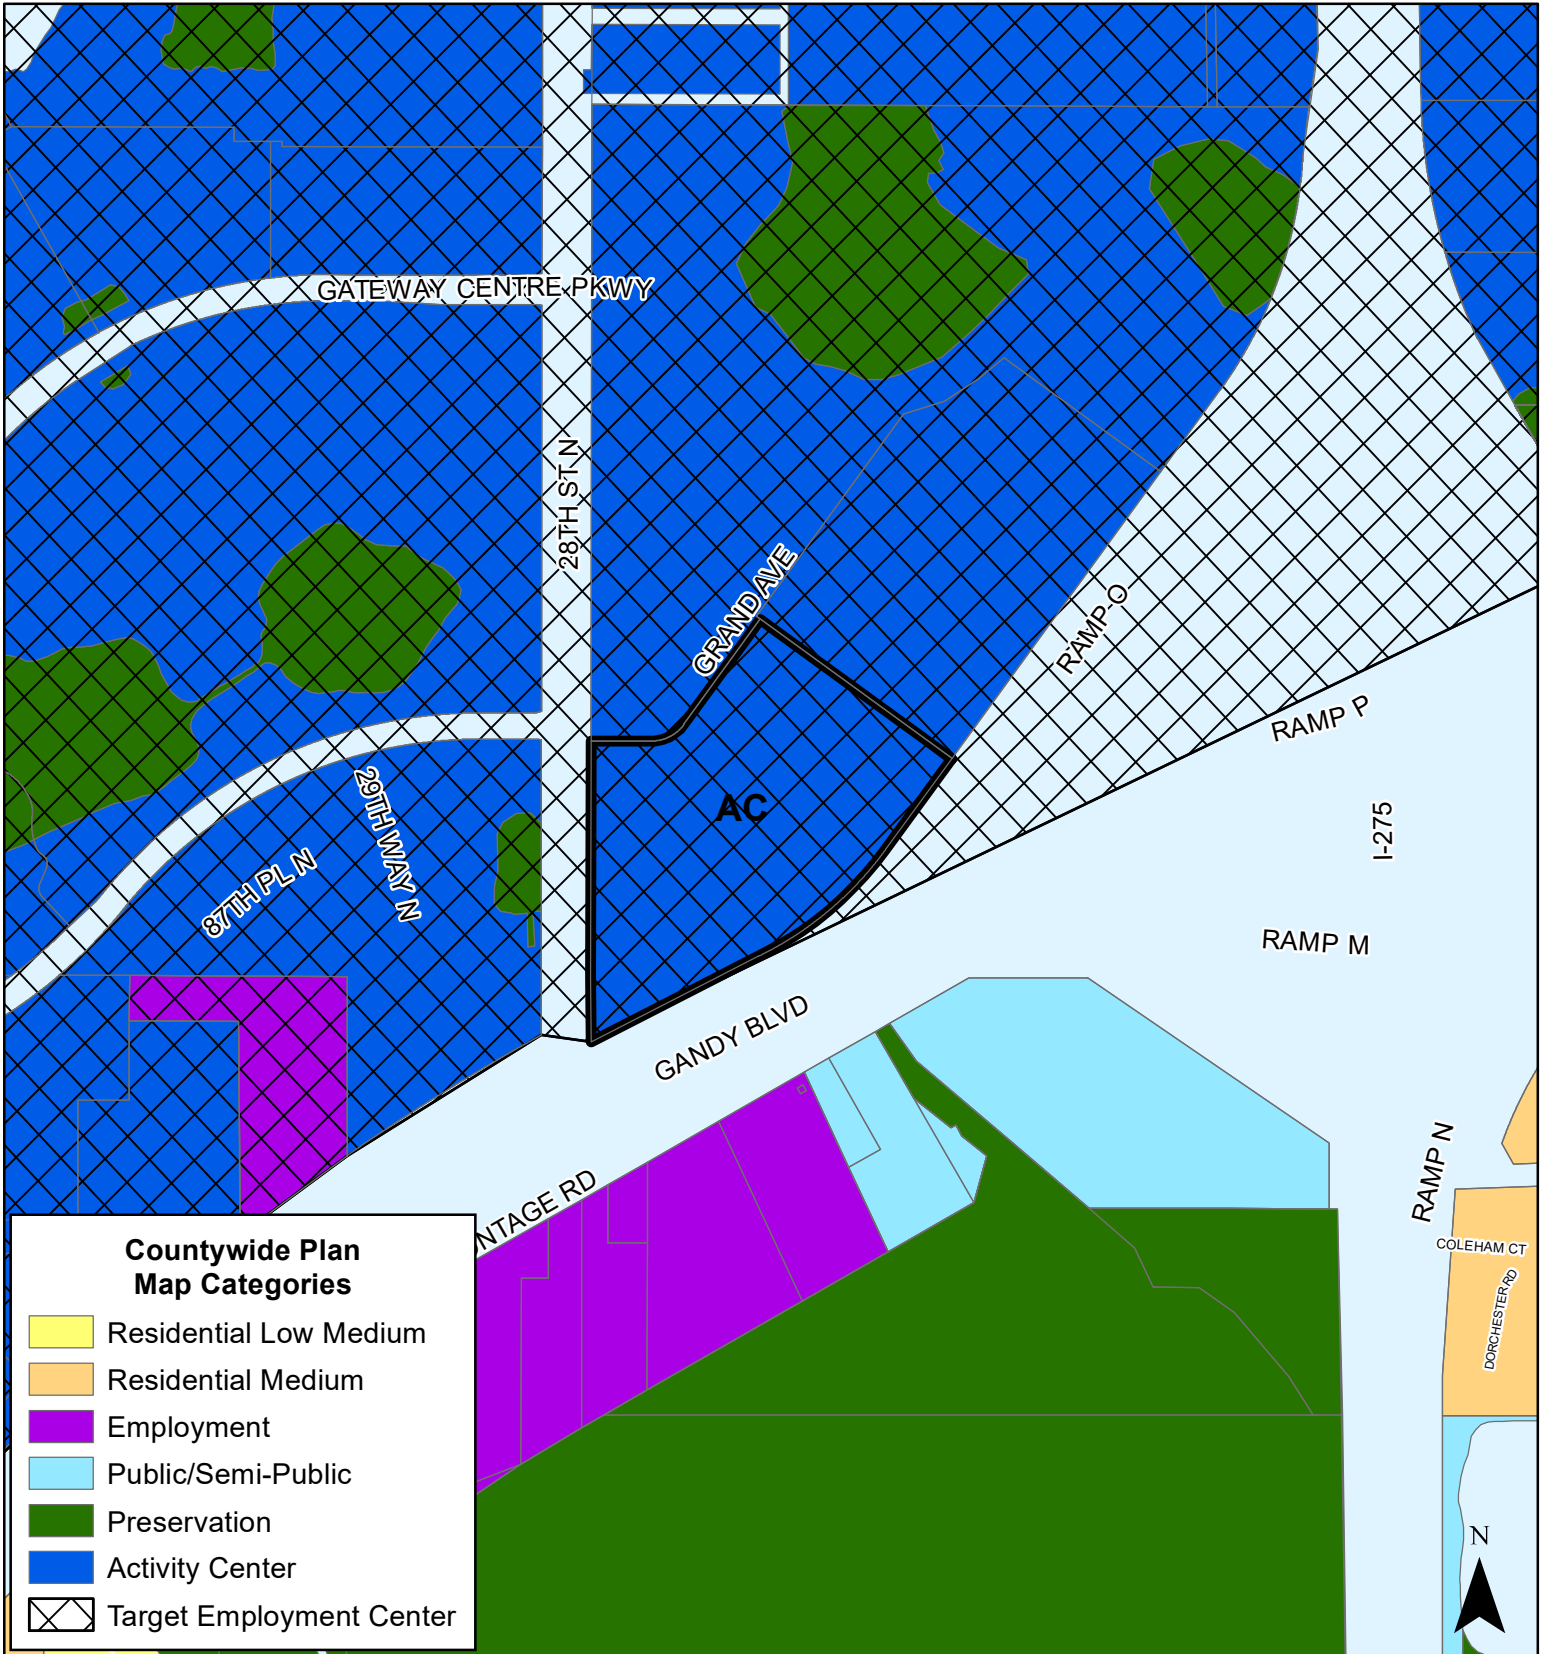 GATEWAY CENTRE PKWY
28TH ST N
GRAND AVE
RAMP O
RAMP P
I-275
AC
29TH WAY N
87TH PL N
RAMP M
GANDY BLVD
RAMP N
NTAGE RD
COLEHAM CT
DORCHESTER RD
Countywide Plan
Map Categories
Residential Low Medium
Residential Medium
Employment
Public/Semi-Public
Preservation
Activity Center
Target Employment Center
N